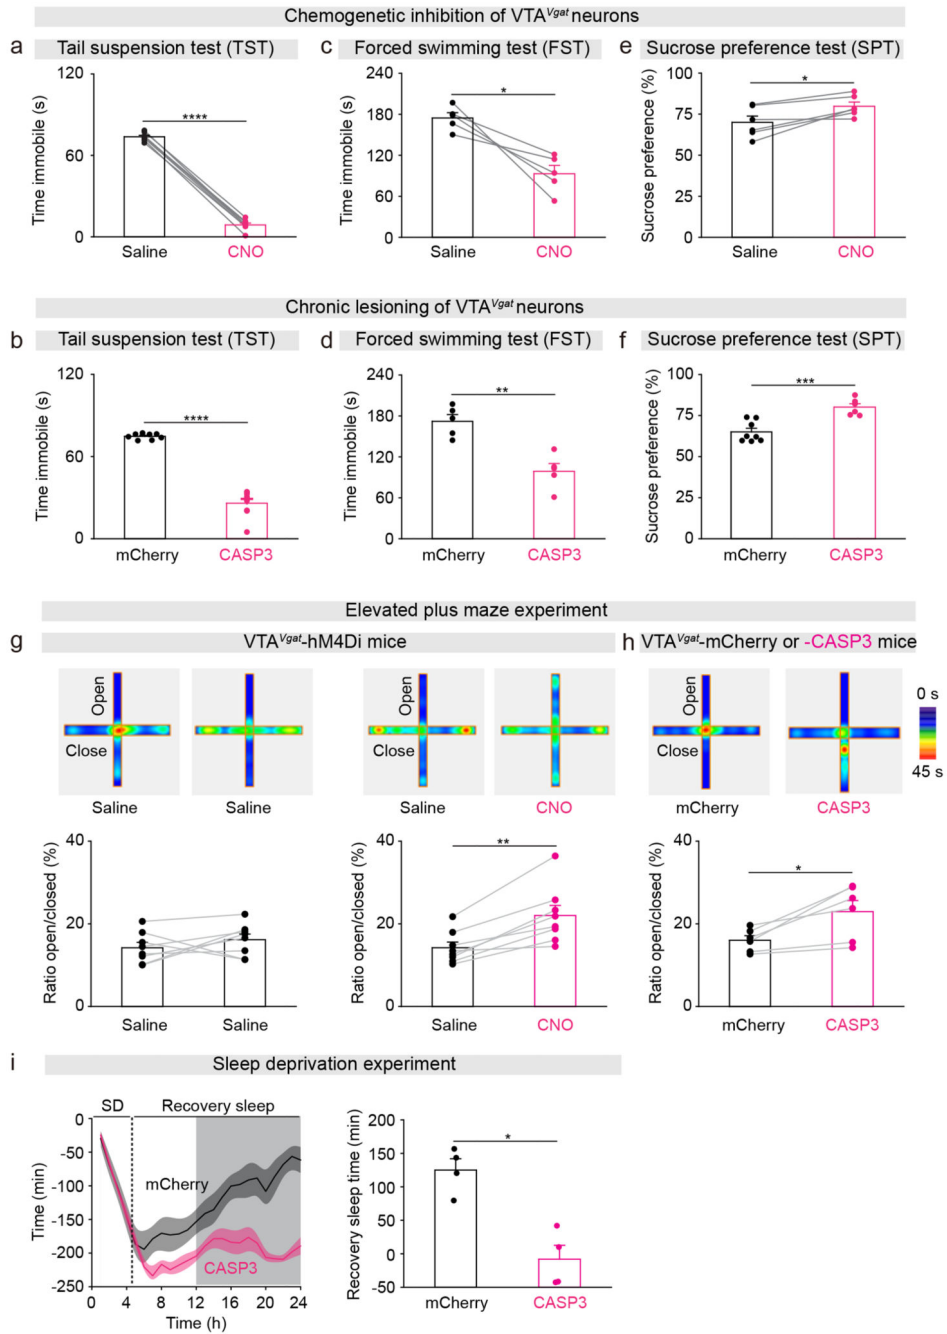 Chemogenetic inhibition of VTA^Vgat neurons
a
Tail suspension test (TST)
120
60
0
Time immobile (s)
****
Saline
CNO
c
Forced swimming test (FST)
240
180
120
60
0
Time immobile (s)
*
Saline
CNO
e
Sucrose preference test (SPT)
100
75
50
25
0
Sucrose preference (%)
*
Saline
CNO
Chronic lesioning of VTA^Vgat neurons
b
Tail suspension test (TST)
120
60
0
Time immobile (s)
****
mCherry
CASP3
d
Forced swimming test (FST)
240
180
120
60
0
Time immobile (s)
**
mCherry
CASP3
f
Sucrose preference test (SPT)
100
75
50
25
0
Sucrose preference (%)
***
mCherry
CASP3
Elevated plus maze experiment
g
VTA^Vgat-hM4Di mice
Open
Close
Saline
Saline
Open
Close
Saline
CNO
h
VTA^Vgat-mCherry or -CASP3 mice
Open
Close
mCherry
CASP3
0 s
45 s
40
20
0
Ratio open/closed (%)
Saline
Saline
40
20
0
Ratio open/closed (%)
**
Saline
CNO
40
20
0
Ratio open/closed (%)
*
mCherry
CASP3
i
Sleep deprivation experiment
SD
Recovery sleep
0
-50
-100
-150
-200
-250
Time (min)
mCherry
CASP3
0
4
8
12
16
20
24
Time (h)
200
150
100
50
0
-50
Recovery sleep time (min)
*
mCherry
CASP3